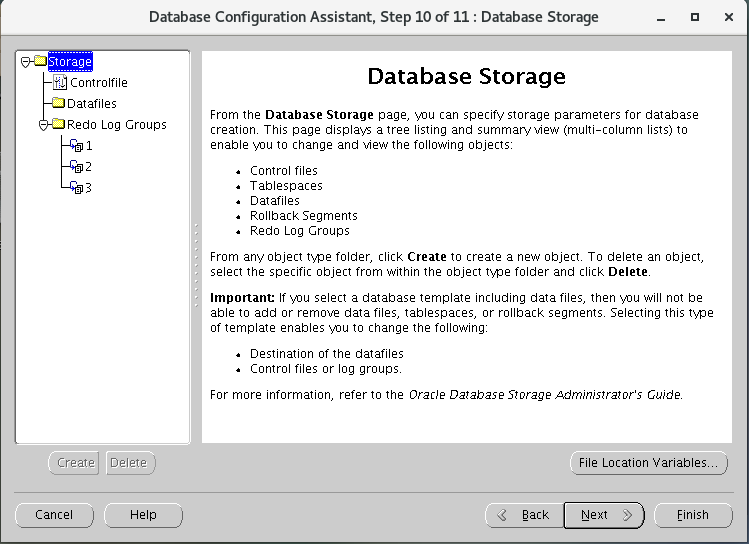 Database Configuration Assistant, Step 10 of 11 : Database Storage
Storage
Controlfile
Datafiles
Redo Log Groups
1
2
3
Database Storage
From the Database Storage page, you can specify storage parameters for database
creation. This page displays a tree listing and summary view (multi-column lists) to
enable you to change and view the following objects:
• Control files
• Tablespaces
• Datafiles
• Rollback Segments
• Redo Log Groups
From any object type folder, click Create to create a new object. To delete an object,
select the specific object from within the object type folder and click Delete.
Important: If you select a database template including data files, then you will not be
able to add or remove data files, tablespaces, or rollback segments. Selecting this type
of template enables you to change the following:
• Destination of the datafiles
• Control files or log groups.
For more information, refer to the Oracle Database Storage Administrator's Guide.
Create
Delete
File Location Variables...
Cancel
Help
Back
Next
Finish